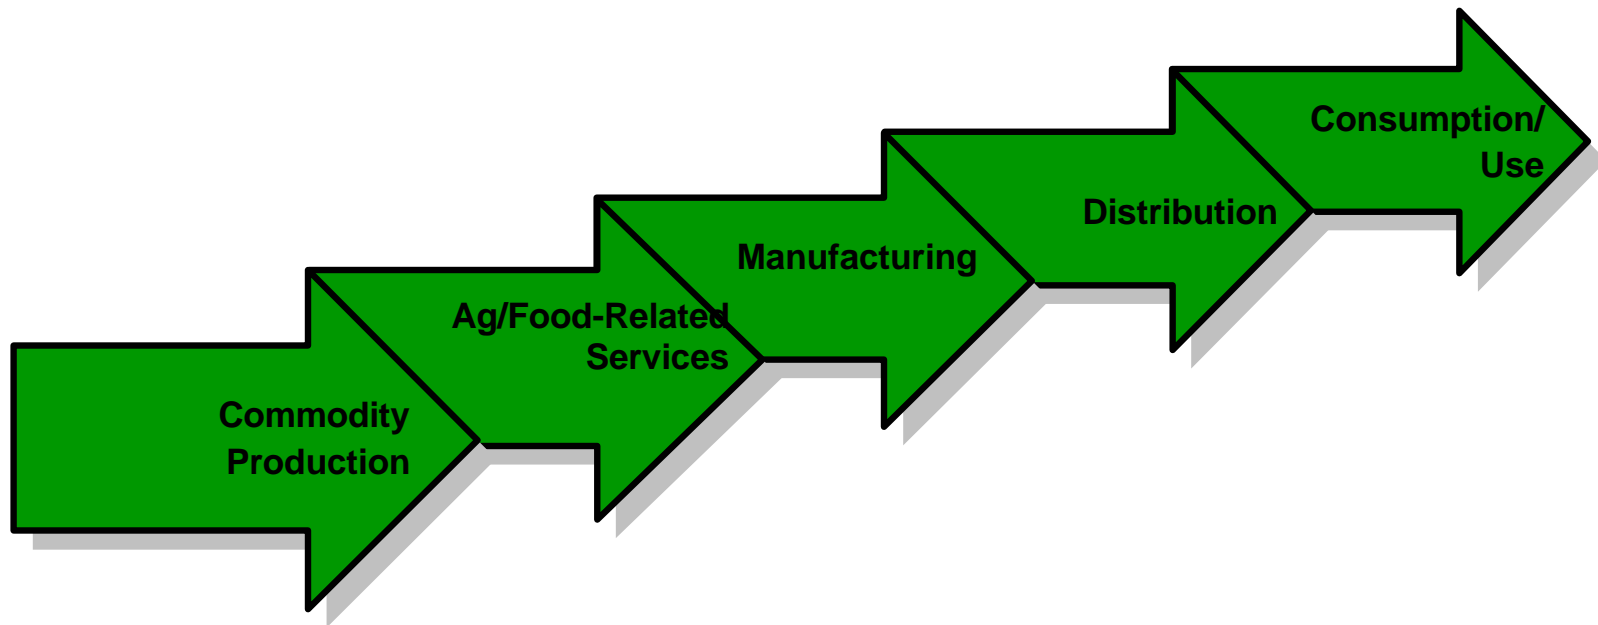 Commodity
Production
Ag/Food-Related
Services
Manufacturing
Distribution
Consumption/
Use